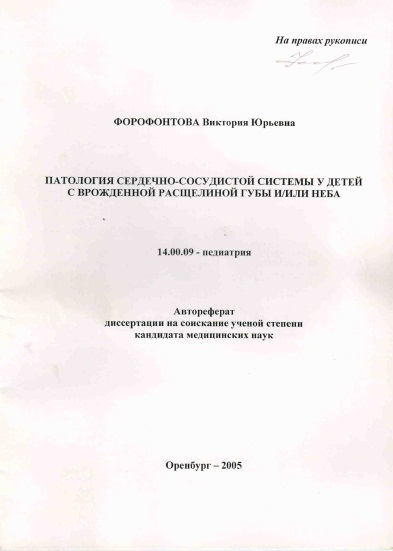 На правах рукописи
ФОРОФОНТОВА Виктория Юрьевна
ПАТОЛОГИЯ СЕРДЕЧНО-СОСУДИСТОЙ СИСТЕМЫ У ДЕТЕЙ
С ВРОЖДЕННОЙ РАСЩЕЛИНОЙ ГУБЫ И/ИЛИ НЕБА
14.00.09 - педиатрия
Автореферат
диссертации на соискание ученой степени
кандидата медицинских наук
Оренбург – 2005